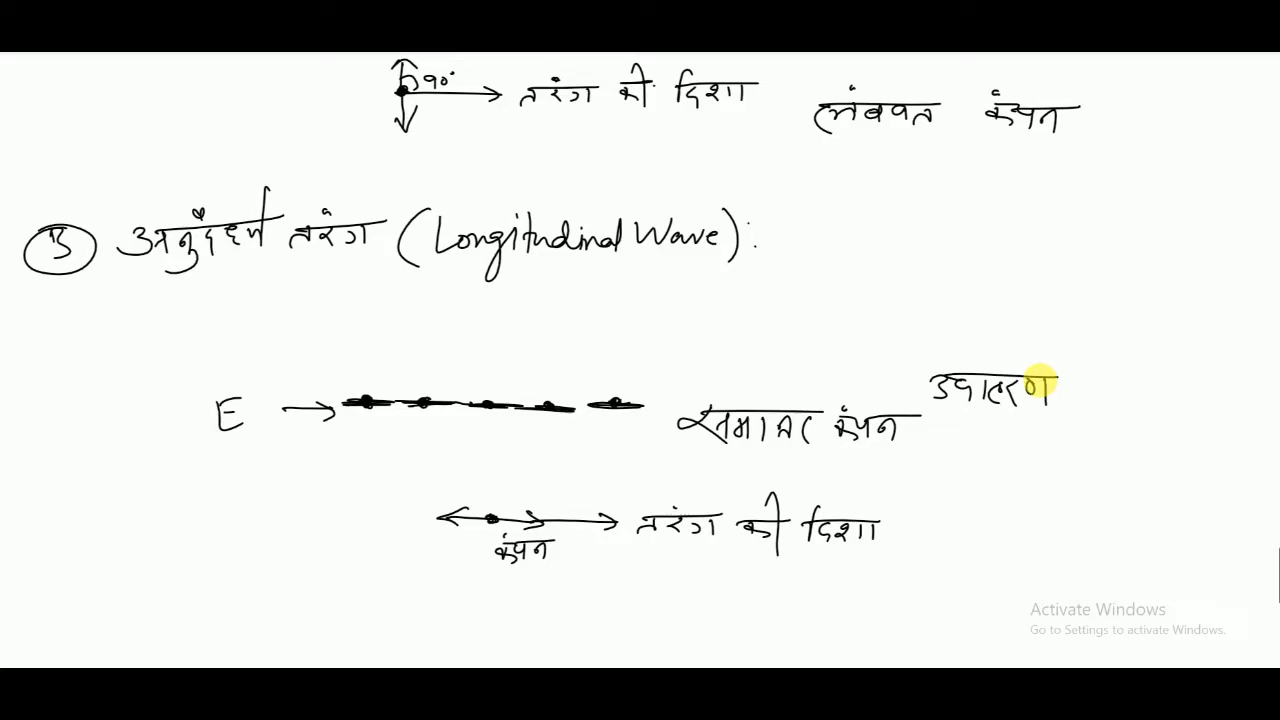 ९०° तरंग की दिशा लंबवत कंपन
अनुदैर्ध्य तरंग (Longitudinal Wave):
उदाहरण
E समान्तर कंपन
तरंग की दिशा
कंपन
Activate Windows
Go to Settings to activate Windows.